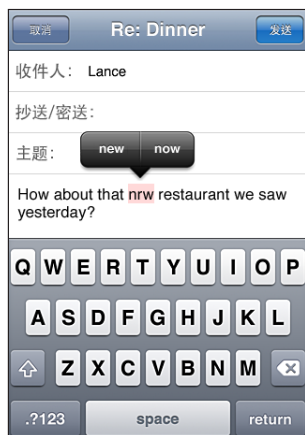 取消 Re: Dinner 发送
收件人： Lance
抄送/密送：
主题：
new now
How about that nrw restaurant we saw
yesterday?
Q W E R T Y U I O P
A S D F G H J K L
Z X C V B N M
.?123 space return